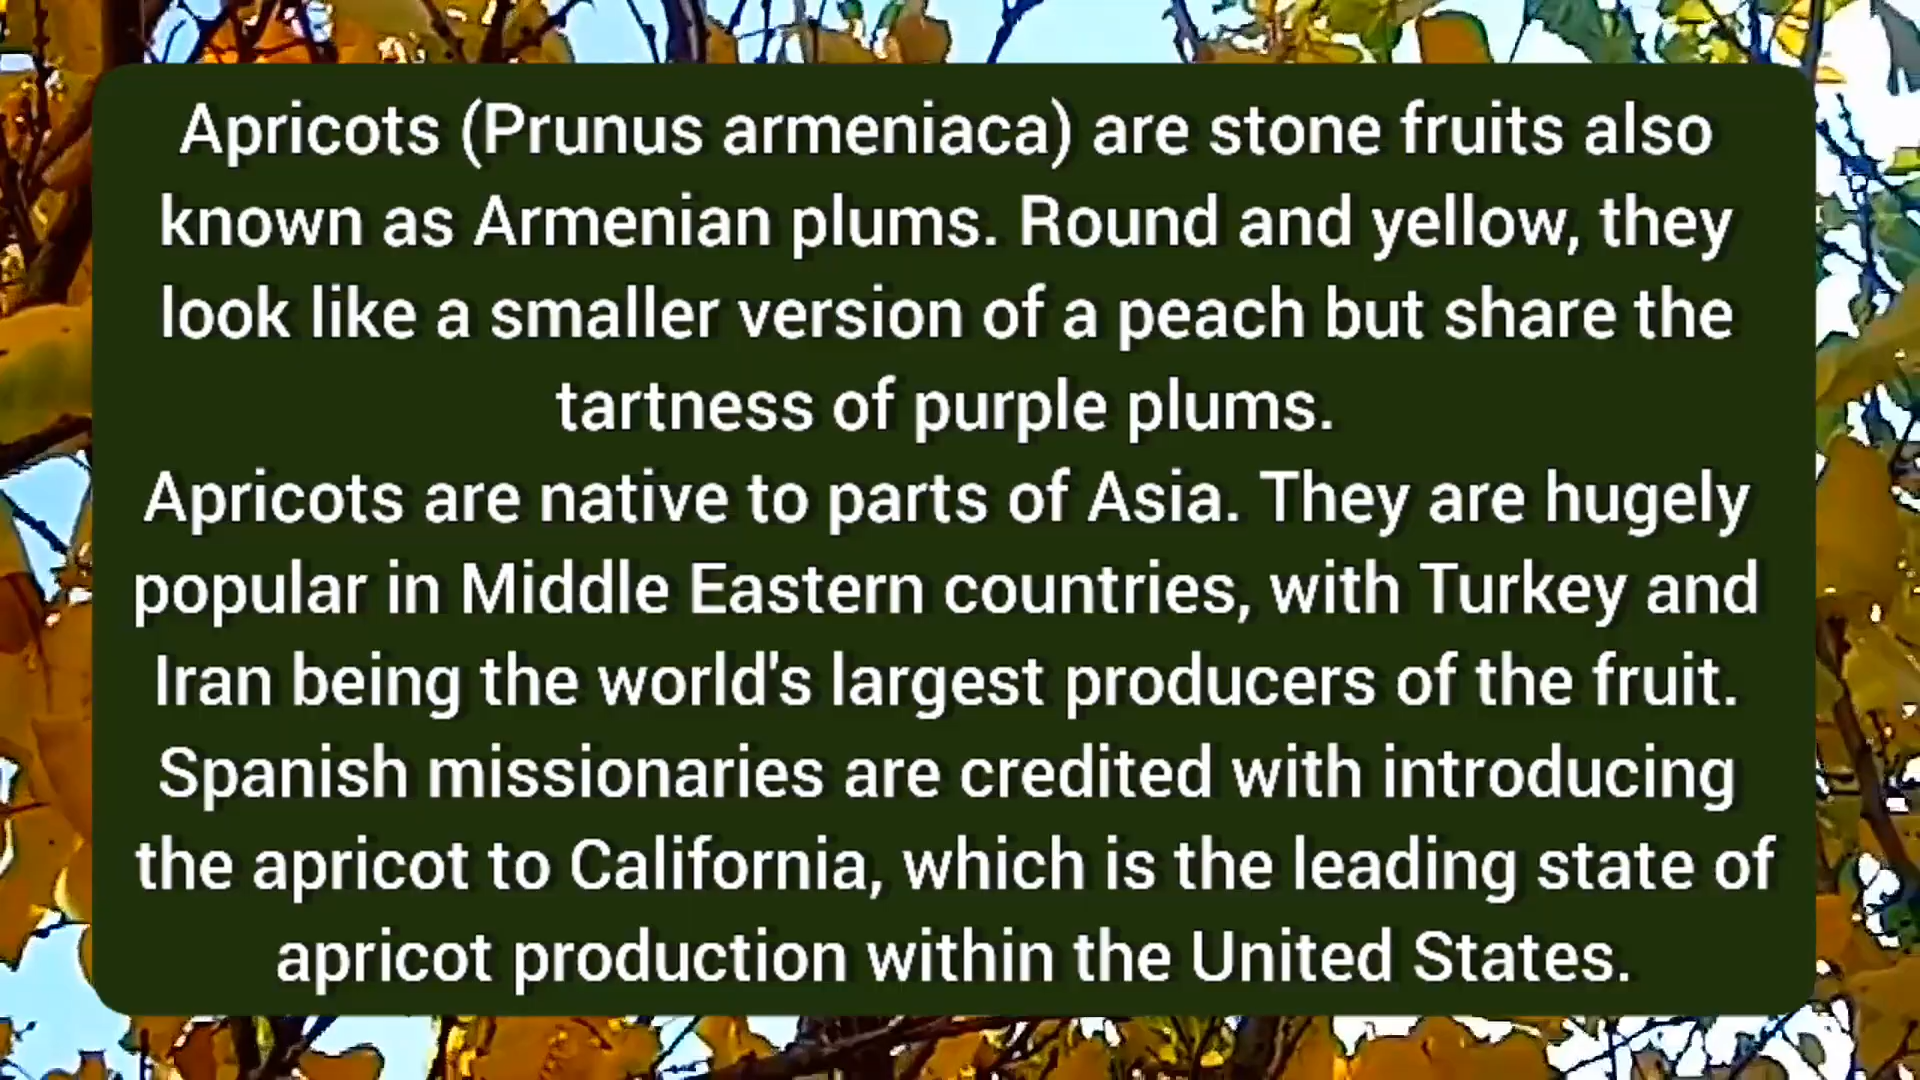 Apricots (Prunus armeniaca) are stone fruits also
known as Armenian plums. Round and yellow, they
look like a smaller version of a peach but share the
tartness of purple plums.
Apricots are native to parts of Asia. They are hugely
popular in Middle Eastern countries, with Turkey and
Iran being the world's largest producers of the fruit.
Spanish missionaries are credited with introducing
the apricot to California, which is the leading state of
apricot production within the United States.